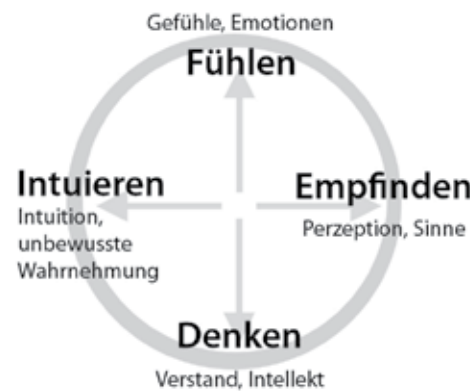 Gefühle, Emotionen
Fühlen
Intuieren
Intuition,
unbewusste
Wahrnehmung
Empfinden
Perzeption, Sinne
Denken
Verstand, Intellekt